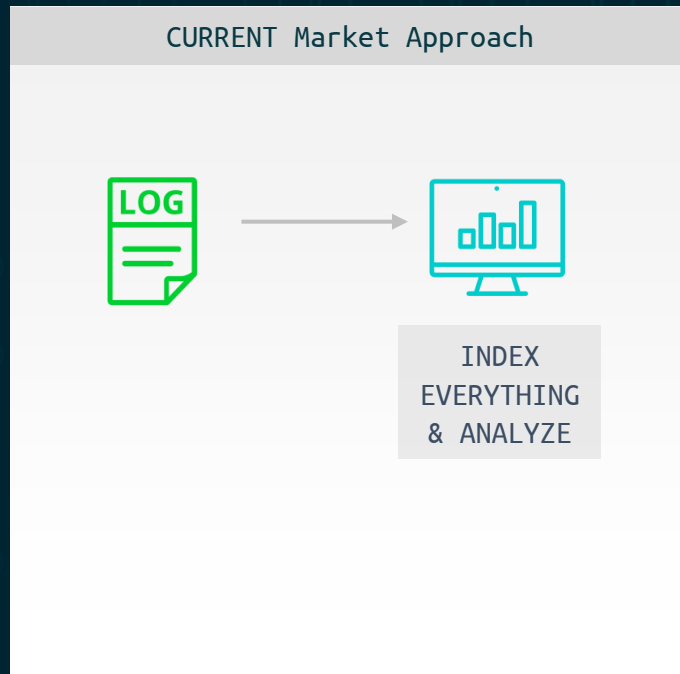 CURRENT Market Approach
LOG
INDEX
EVERYTHING
& ANALYZE